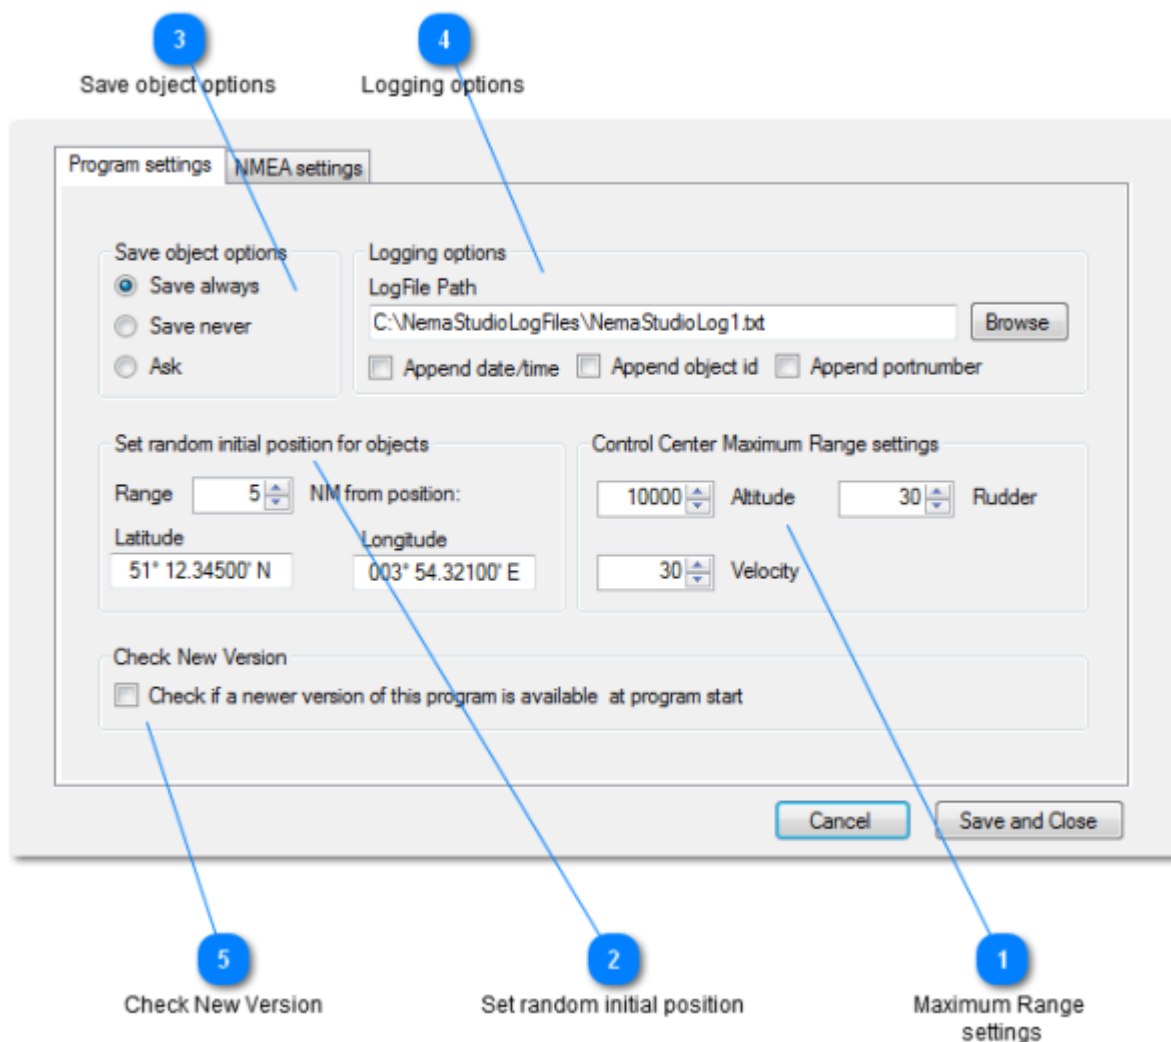 3
4
Save object options
Logging options
Program settings
NMEA settings
Save object options
Save always
Save never
Ask
Logging options
LogFile Path
C:\NemaStudioLogFiles\NemaStudioLog1.txt
Browse
Append date/time
Append object id
Append portnumber
Set random initial position for objects
Range
5
NM from position:
Latitude
Longitude
51° 12.34500' N
003° 54.32100' E
Control Center Maximum Range settings
10000
Altitude
30
Rudder
30
Velocity
Check New Version
Check if a newer version of this program is available at program start
Cancel
Save and Close
5
2
1
Check New Version
Set random initial position
Maximum Range
settings